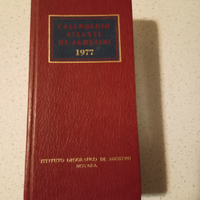 CALENDARIO
ATLANTE
DE AGOSTINI
1977
ISTITUTO GEOGRAFICO DE AGOSTINI
NOVARA